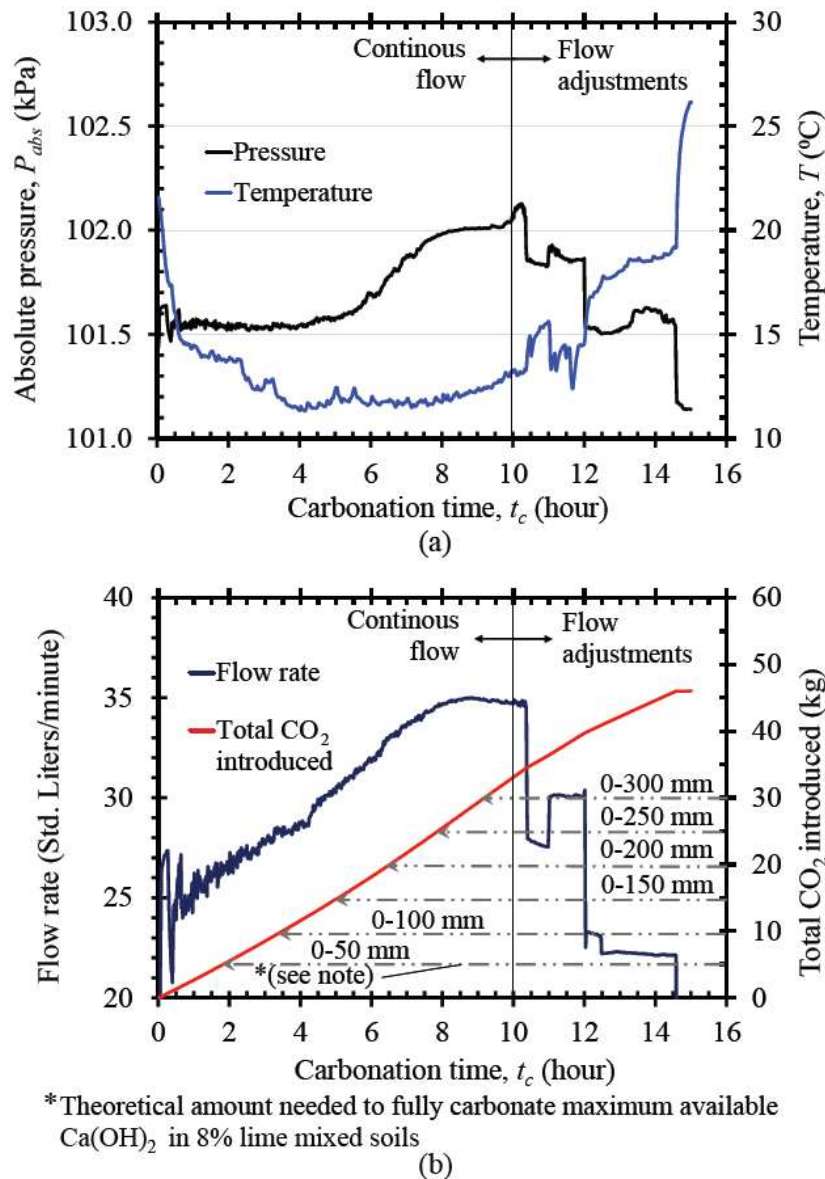 103.0
102.5
102.0
101.5
101.0
Absolute pressure, P_abs (kPa)
Continous flow
Flow adjustments
Pressure
Temperature
30
25
20
15
10
Temperature, T (ºC)
0 2 4 6 8 10 12 14 16
Carbonation time, t_c (hour)
(a)
40
35
30
25
20
Flow rate (Std. Liters/minute)
Continous flow
Flow adjustments
Flow rate
Total CO₂ introduced
0-300 mm
0-250 mm
0-200 mm
0-150 mm
0-100 mm
0-50 mm
*(see note)
60
50
40
30
20
10
0
Total CO₂ introduced (kg)
0 2 4 6 8 10 12 14 16
Carbonation time, t_c (hour)
*Theoretical amount needed to fully carbonate maximum available
Ca(OH)₂ in 8% lime mixed soils
(b)